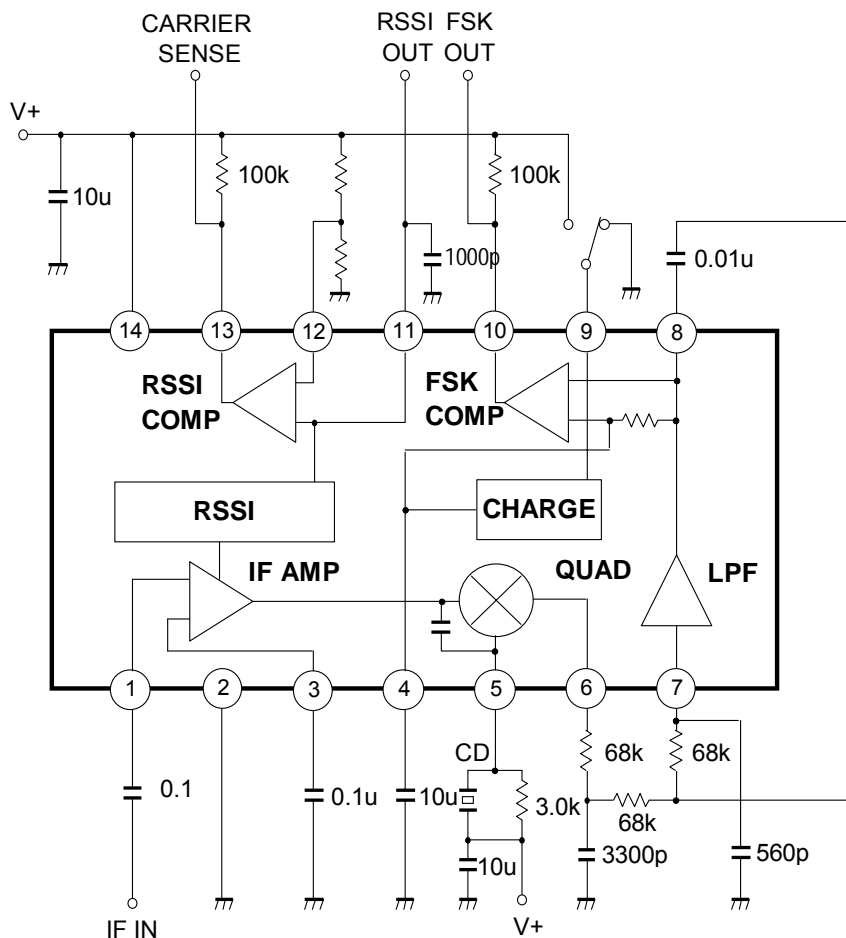 CARRIER
SENSE
RSSI
OUT
FSK
OUT
V+
10u
100k
1000p
100k
0.01u
14
13
12
11
10
9
8
RSSI
COMP
FSK
COMP
RSSI
CHARGE
IF AMP
QUAD
LPF
1
2
3
4
5
6
7
0.1
0.1u
10u
CD
3.0k
10u
V+
68k
68k
68k
3300p
560p
IF IN